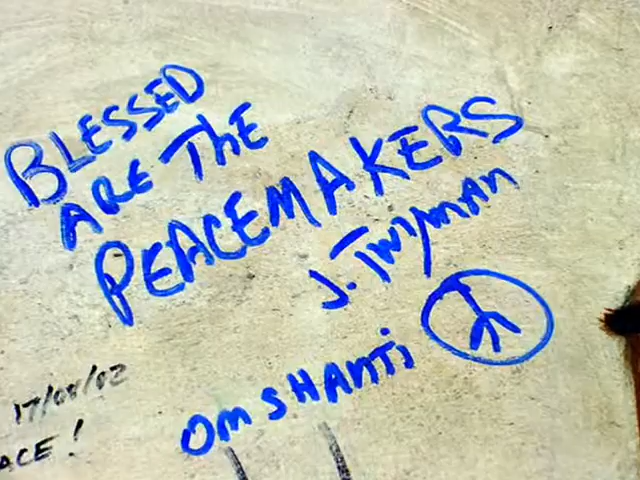 BLESSED
ARE The
PEACEMAKERS
J. Twyman
OM SHANTi
17/08/02
ACE!